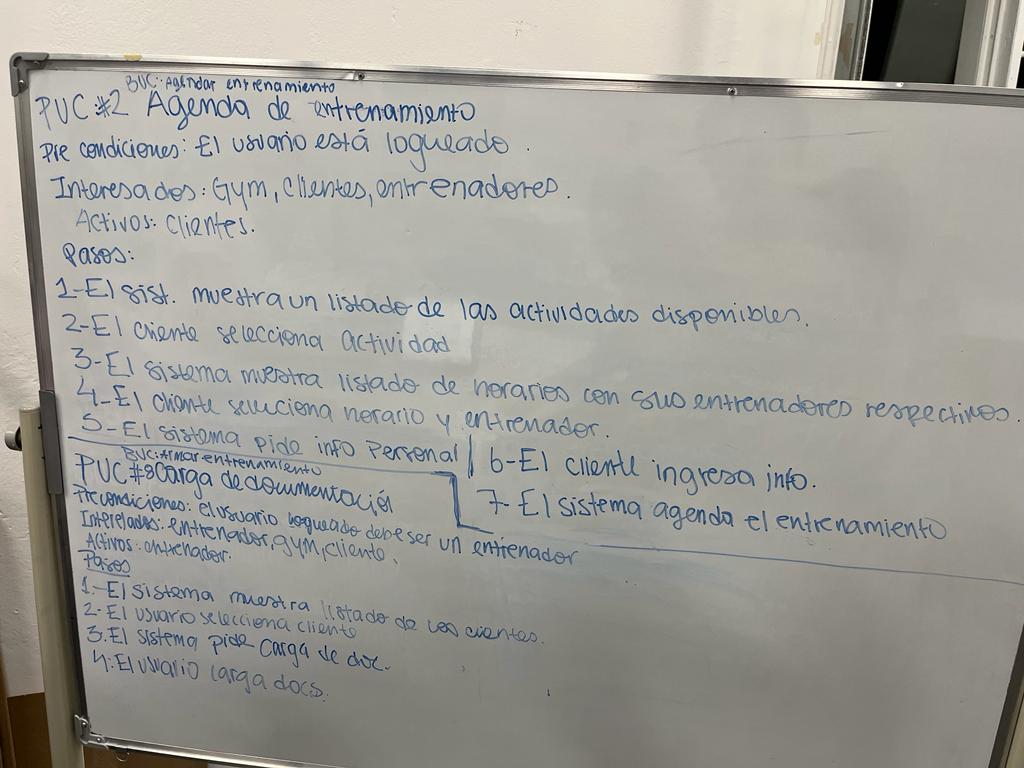 BUC: Agendar entrenamiento
PUC #2 Agenda de entrenamiento
Pre condiciones: El usuario está logueado.
Interesados: Gym, clientes, entrenadores.
Activos: Clientes.
Pasos:
1-El sist. muestra un listado de las actividades disponibles.
2-El cliente selecciona actividad
3-El sistema muestra listado de horarios con sus entrenadores respectivos.
4-El cliente selecciona horario y entrenador.
5-El sistema pide info Personal
6-El cliente ingresa info.
7-El sistema agenda el entrenamiento
BUC: Armar entrenamiento
PUC #8 Carga de documentación
Precondiciones: el usuario logueado debe ser un entrenador
Interesados: entrenador, gym, cliente.
Activos: entrenador.
Pasos
1.-El sistema muestra listado de los clientes.
2-El usuario selecciona cliente
3.El sistema pide carga de doc.
4:El usuario carga docs.